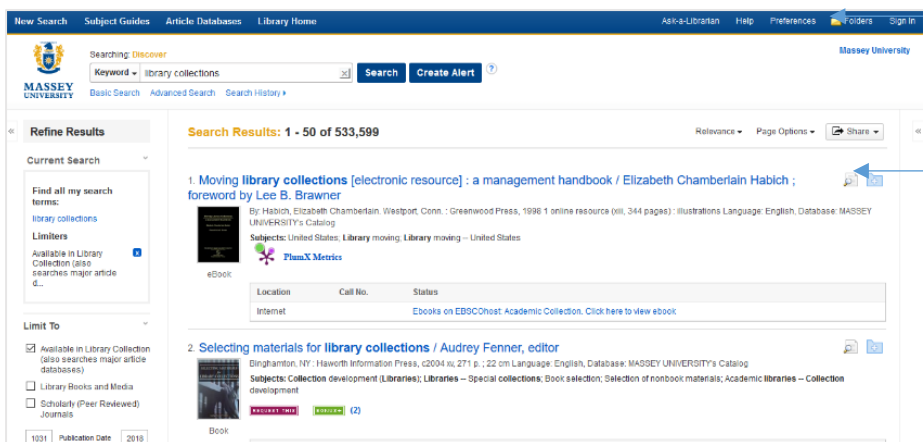 New Search Subject Guides Article Databases Library Home Ask-a-Librarian Help Preferences Folders Sign In
Massey University
Searching: Discover
Keyword library collections Search Create Alert ?
Basic Search Advanced Search Search History
MASSEY
UNIVERSITY
Refine Results
Search Results: 1 - 50 of 533,599 Relevance Page Options Share
Current Search
Find all my search
terms:
library collections
Limiters
Available in Library
Collection (also
searches major article
d...
Limit To
Available in Library Collection
(also searches major article
databases)
Library Books and Media
Scholarly (Peer Reviewed)
Journals
1031 Publication Date 2018
1. Moving library collections [electronic resource] : a management handbook / Elizabeth Chamberlain Habich ;
foreword by Lee B. Brawner
By: Habich, Elizabeth Chamberlain. Westport, Conn. : Greenwood Press, 1998 1 online resource (xiii, 344 pages) : illustrations Language: English, Database: MASSEY
UNIVERSITY's Catalog
Subjects: United States; Library moving; Library moving -- United States
PlumX Metrics
eBook
Location Call No. Status
Internet Ebooks on EBSCOhost: Academic Collection. Click here to view ebook
2. Selecting materials for library collections / Audrey Fenner, editor
Binghamton, NY : Haworth Information Press, c2004 xi, 271 p. ; 22 cm Language: English, Database: MASSEY UNIVERSITY's Catalog
Subjects: Collection development (Libraries); Libraries -- Special collections; Book selection; Selection of nonbook materials; Academic libraries -- Collection
development
REQUEST THIS (2)
Book